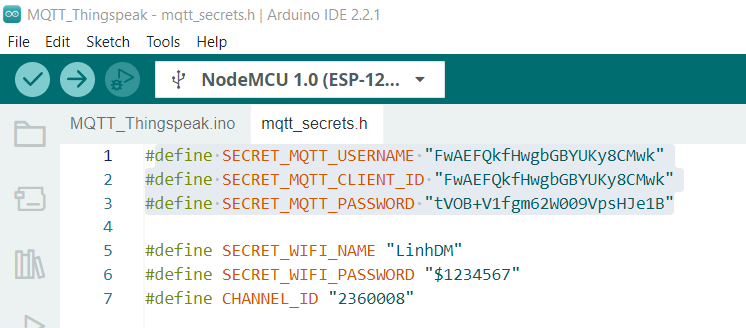 MQTT_Thingspeak - mqtt_secrets.h | Arduino IDE 2.2.1
File Edit Sketch Tools Help
NodeMCU 1.0 (ESP-12...
MQTT_Thingspeak.ino mqtt_secrets.h
1 #define SECRET_MQTT_USERNAME "FwAEFQkfHwgbGBYUKy8CMwk"
2 #define SECRET_MQTT_CLIENT_ID "FwAEFQkfHwgbGBYUKy8CMwk"
3 #define SECRET_MQTT_PASSWORD "tVOB+V1fgm62W009VpsHJe1B"
4
5 #define SECRET_WIFI_NAME "LinhDM"
6 #define SECRET_WIFI_PASSWORD "$1234567"
7 #define CHANNEL_ID "2360008"